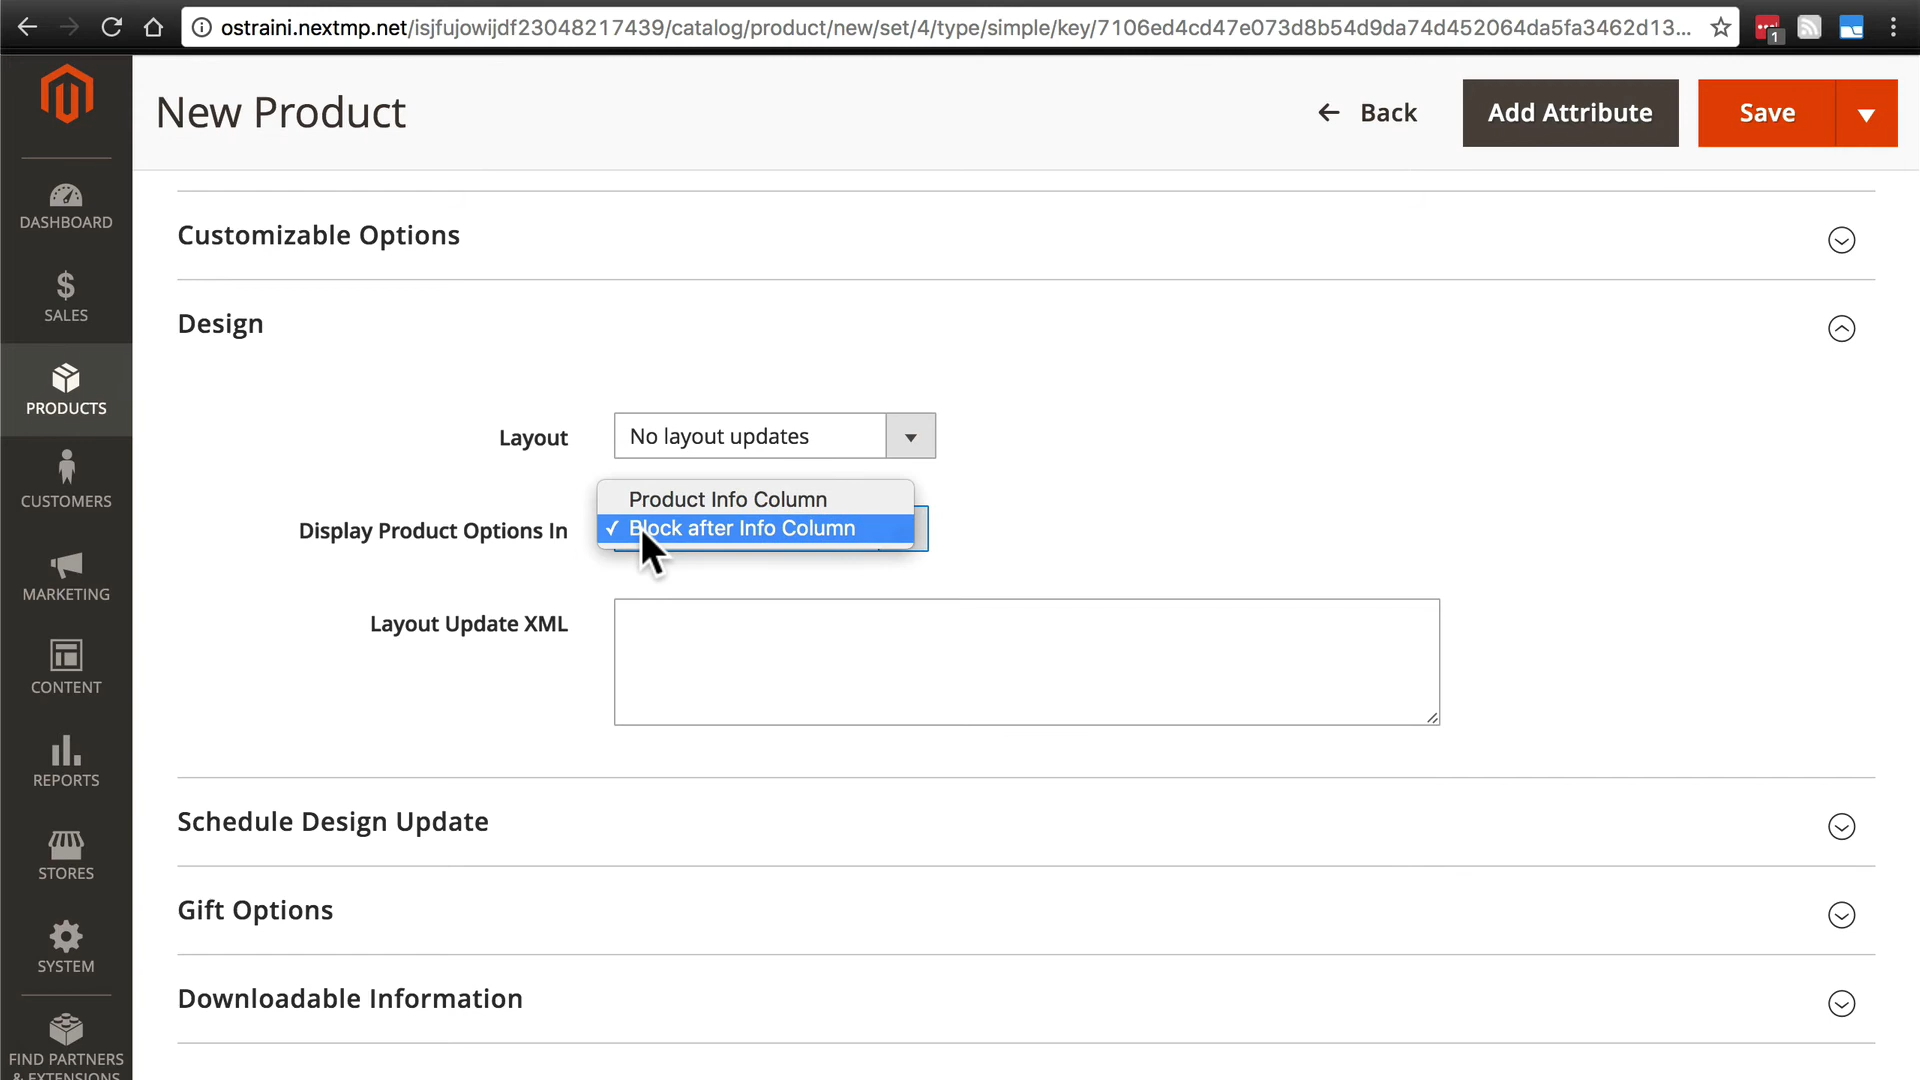 ostraini.nextmp.net/isjfujowijdf23048217439/catalog/product/new/set/4/type/simple/key/7106ed4cd47e073d8b54d9da74d452064da5fa3462d13...
1
New Product
Back
Add Attribute
Save
DASHBOARD
SALES
PRODUCTS
CUSTOMERS
MARKETING
CONTENT
REPORTS
STORES
SYSTEM
FIND PARTNERS
& EXTENSIONS
Customizable Options
Design
Layout
No layout updates
Display Product Options In
Product Info Column
✓ Block after Info Column
Layout Update XML
Schedule Design Update
Gift Options
Downloadable Information